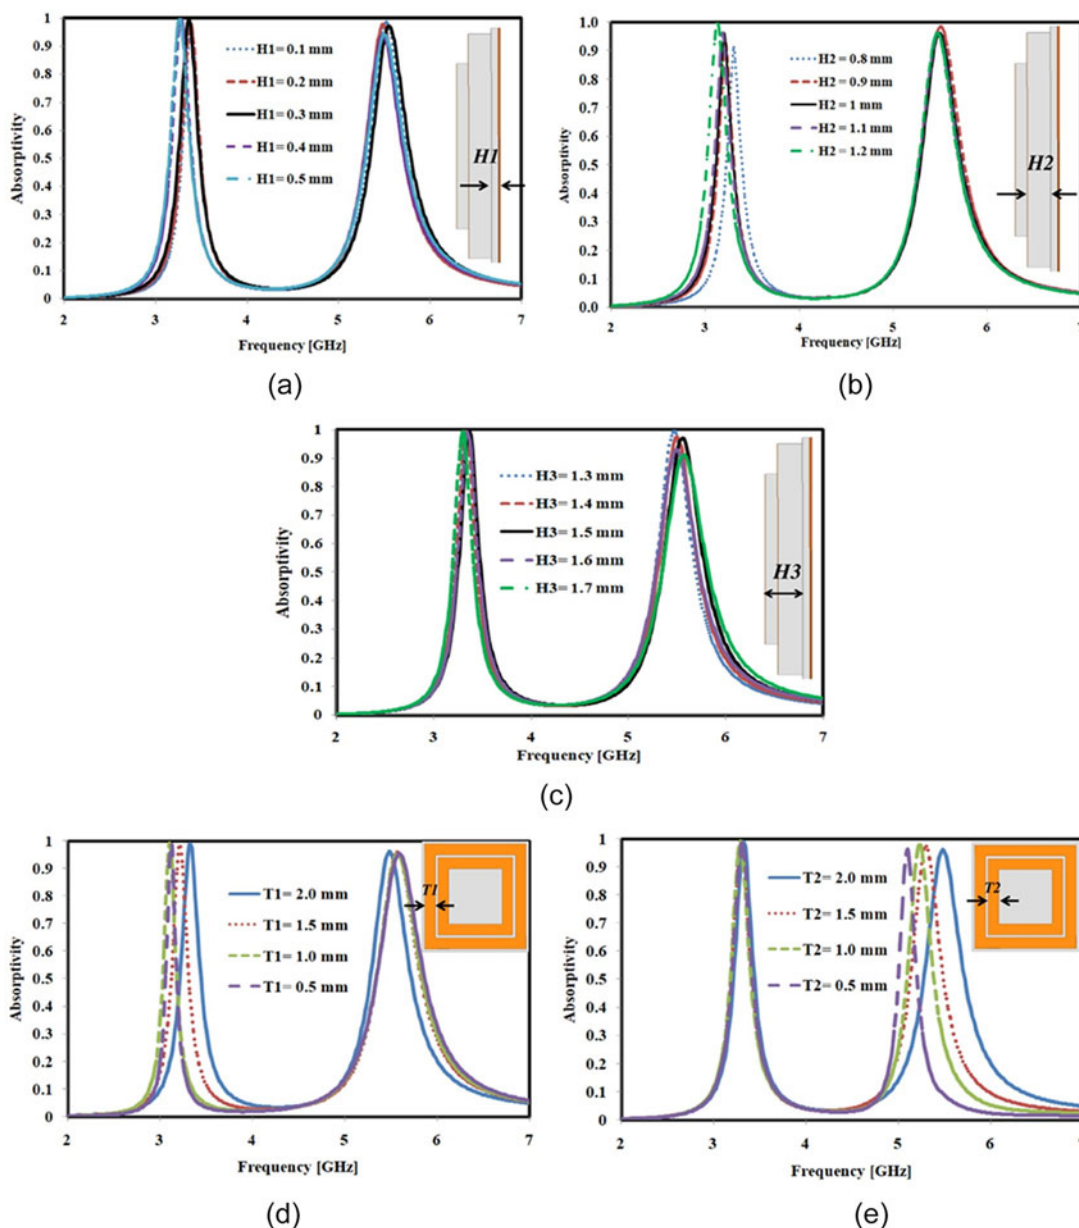 1
0.9
0.8
0.7
0.6
0.5
0.4
0.3
0.2
0.1
0
Absorptivity
H1= 0.1 mm
H1= 0.2 mm
H1= 0.3 mm
H1= 0.4 mm
H1= 0.5 mm
H1
2 3 4 5 6 7
Frequency [GHz]
(a)
1.0
0.9
0.8
0.7
0.6
0.5
0.4
0.3
0.2
0.1
0.0
Absorptivity
H2 = 0.8 mm
H2 = 0.9 mm
H2 = 1 mm
H2 = 1.1 mm
H2 = 1.2 mm
H2
2 3 4 5 6 7
Frequency [GHz]
(b)
1
0.9
0.8
0.7
0.6
0.5
0.4
0.3
0.2
0.1
0
Absorptivity
H3= 1.3 mm
H3= 1.4 mm
H3= 1.5 mm
H3= 1.6 mm
H3= 1.7 mm
H3
2 3 4 5 6 7
Frequency [GHz]
(c)
1
0.9
0.8
0.7
0.6
0.5
0.4
0.3
0.2
0.1
0
Absorptivity
T1= 2.0 mm
T1= 1.5 mm
T1= 1.0 mm
T1= 0.5 mm
T1
2 3 4 5 6 7
Frequency [GHz]
(d)
1
0.9
0.8
0.7
0.6
0.5
0.4
0.3
0.2
0.1
0
Absorptivity
T2= 2.0 mm
T2= 1.5 mm
T2= 1.0 mm
T2= 0.5 mm
T2
2 3 4 5 6 7
Frequency [GHz]
(e)